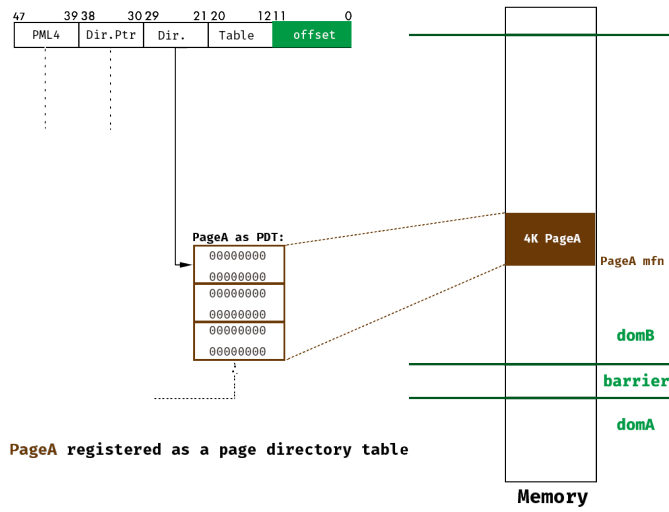 47 39 38 30 29 21 20 12 11 0
PML4 Dir.Ptr Dir. Table offset
PageA as PDT:
00000000
00000000
00000000
00000000
00000000
00000000
4K PageA
PageA mfn
domB
barrier
domA
PageA registered as a page directory table
Memory